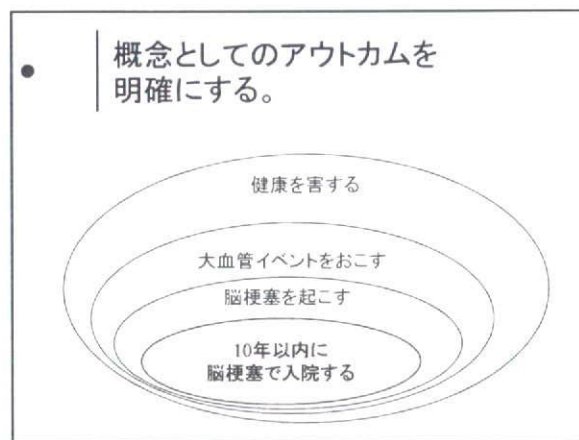 概念としてのアウトカムを
明確にする。
健康を害する
大血管イベントをおこす
脳梗塞を起こす
10年以内に
脳梗塞で入院する